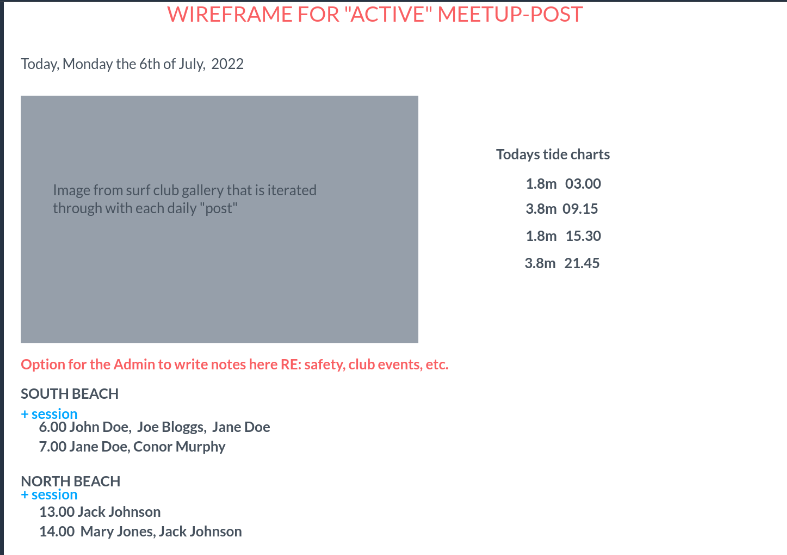 WIREFRAME FOR "ACTIVE" MEETUP-POST
Today, Monday the 6th of July, 2022
Image from surf club gallery that is iterated
through with each daily "post"
Todays tide charts
1.8m 03.00
3.8m 09.15
1.8m 15.30
3.8m 21.45
Option for the Admin to write notes here RE: safety, club events, etc.
SOUTH BEACH
+ session
6.00 John Doe, Joe Bloggs, Jane Doe
7.00 Jane Doe, Conor Murphy
NORTH BEACH
+ session
13.00 Jack Johnson
14.00 Mary Jones, Jack Johnson